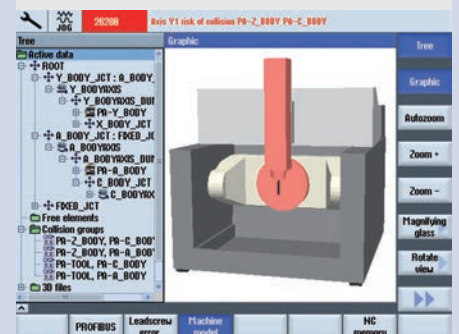 JOG
26280 Axis Y1 risk of collision PA-Z_BODY PA-C_BODY
Tree
Graphic
Active data
ROOT
Y_BODY_JCT : A_BODY_
Y_BODYAXIS
Y_BODYAXIS_DUM
PA-Y_BODY
X_BODY_JCT
A_BODY_JCT : FIXED_JC
A_BODYAXIS
A_BODYAXIS_DUM
PA-A_BODY
C_BODY_JCT
C_BODYAX
FIXED_JCT
Free elements
Collision groups
PA-Z_BODY, PA-C_BODY
PA-Z_BODY, PA-A_BODY
PA-TOOL, PA-C_BODY
PA-TOOL, PA-A_BODY
3D files
Tree
Graphic
Autozoom
Zoom +
Zoom -
Magnifying
glass
Rotate
view
PROFIBUS
Leadscrew
error
Machine
model
NC
memory